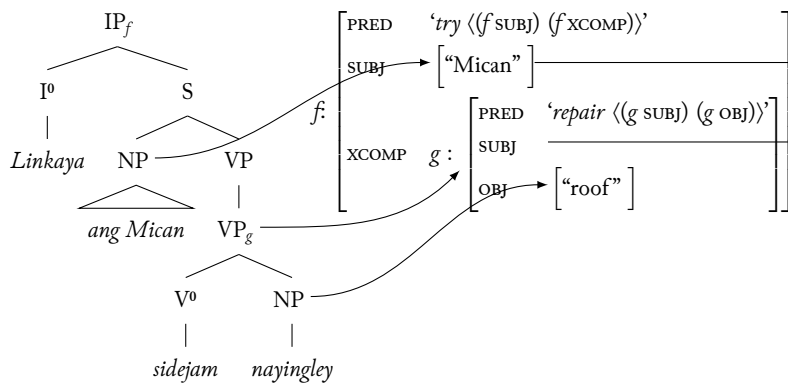 IP_f
I⁰ S
Linkaya NP VP
ang Mican VP_g
V⁰ NP
sidejam nayingley
f: PRED ‘try ⟨(f SUBJ) (f XCOMP)⟩’
SUBJ [“Mican”]
XCOMP g : PRED ‘repair ⟨(g SUBJ) (g OBJ)⟩’
SUBJ
OBJ [“roof”]